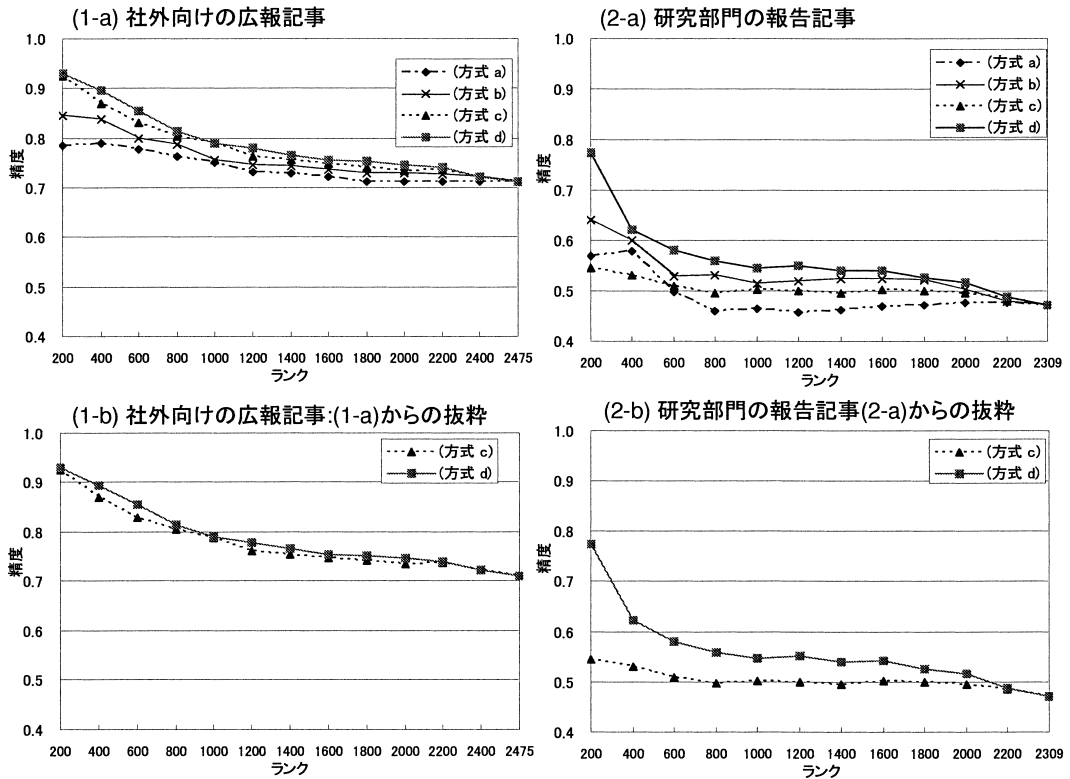 (1-a) 社外向けの広報記事
1.0
0.9
0.8
0.7
0.6
0.5
0.4
精度
200 400 600 800 1000 1200 1400 1600 1800 2000 2200 2400 2475
ランク
(方式 a)
(方式 b)
(方式 c)
(方式 d)
(2-a) 研究部門の報告記事
1.0
0.9
0.8
0.7
0.6
0.5
0.4
精度
200 400 600 800 1000 1200 1400 1600 1800 2000 2200 2309
ランク
(方式 a)
(方式 b)
(方式 c)
(方式 d)
(1-b) 社外向けの広報記事:(1-a)からの抜粋
1.0
0.9
0.8
0.7
0.6
0.5
0.4
精度
200 400 600 800 1000 1200 1400 1600 1800 2000 2200 2400 2475
ランク
(方式 c)
(方式 d)
(2-b) 研究部門の報告記事(2-a)からの抜粋
1.0
0.9
0.8
0.7
0.6
0.5
0.4
精度
200 400 600 800 1000 1200 1400 1600 1800 2000 2200 2309
ランク
(方式 c)
(方式 d)